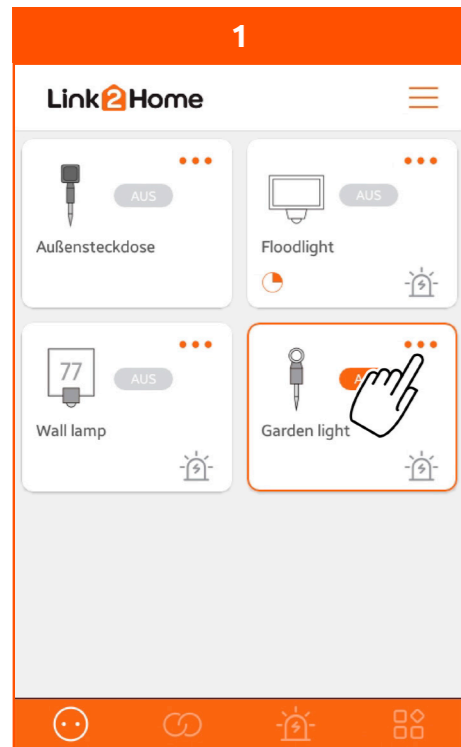 1
Link2Home
AUS
Außensteckdose
AUS
Floodlight
77
AUS
Wall lamp
Garden light